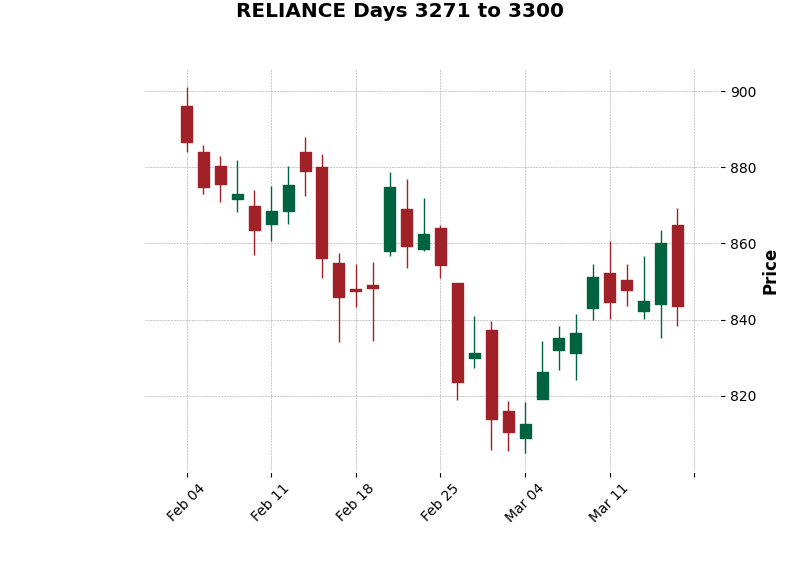 RELIANCE Days 3271 to 3300
900
880
860
840
820
Price
Feb 04
Feb 11
Feb 18
Feb 25
Mar 04
Mar 11